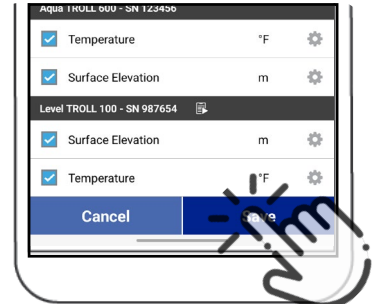 Aqua TROLL 600 - SN 123456
Temperature °F
Surface Elevation m
Level TROLL 100 - SN 987654
Surface Elevation m
Temperature °F
Cancel Save